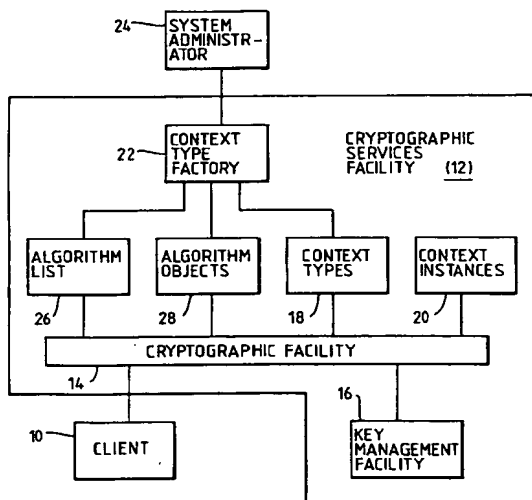 24
SYSTEM
ADMINISTR-
ATOR
22
CONTEXT
TYPE
FACTORY
CRYPTOGRAPHIC
SERVICES
FACILITY (12)
ALGORITHM
LIST
ALGORITHM
OBJECTS
CONTEXT
TYPES
CONTEXT
INSTANCES
26
28
18
20
CRYPTOGRAPHIC FACILITY
14
10
CLIENT
16
KEY
MANAGEMENT
FACILITY